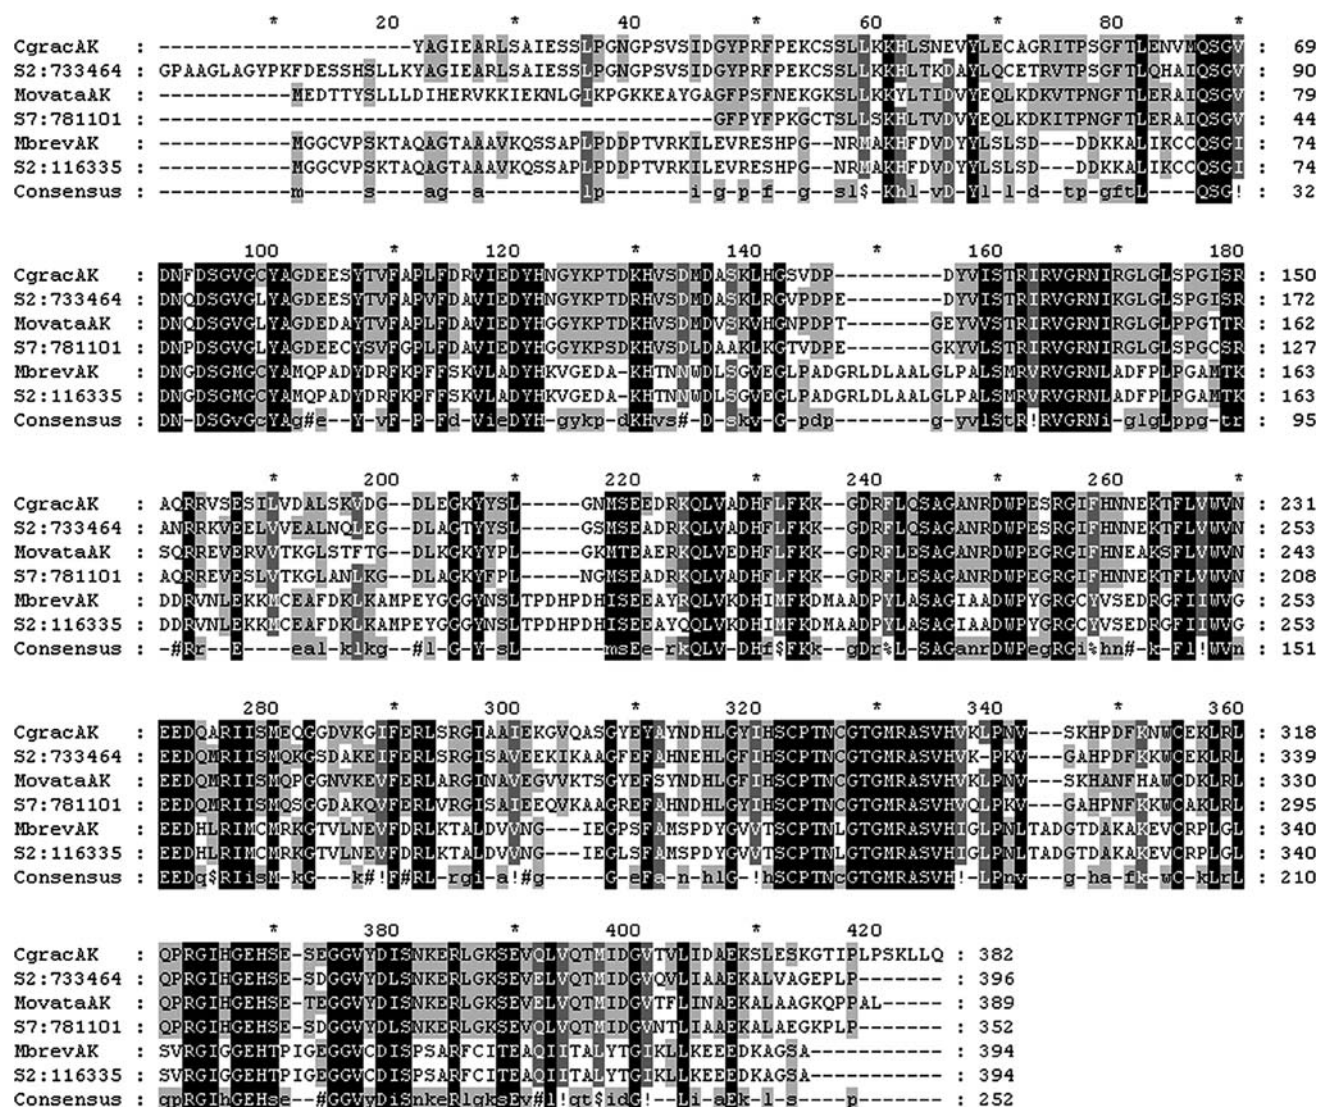 * 20 * 40 * 60 * 80 *
CgracAK : ---------------------YAGIEARLSAIESSLPGNGPSVSIDGYPRFPEKCSSLLKKHLSNEVYLECAGRITPSGFTLENVMQSGV : 69
S2:733464 : GPAAGLAGYPKFDESSHSLLKYAGIEARLSAIESSLPGNGPSVSIDGYPRFPEKCSSLLKKHLTKDAYLQCETRVTPSGFTLQHAIQSGV : 90
MovataAK : -----------MEDTTYSLLLDIHERVKKIEKNLGIKPGKKEAYGAGFPSFNEKGKSLLKKYLTIDVYEQLKDKVTPNGFTLERAIQSGV : 79
S7:781101 : ----------------------------------------------GFPYFPKGCTSLLSKHLTVDVYEQLKDKITPNGFTLERAIQSGV : 44
MbrevAK : -----------MGGCVPSKTAQAGTAAAVKQSSAPLPDDPTVRKILEVRESHPG--NRMAKHFDVDYYLSLSD---DDKKALIKCCQSGI : 74
S2:116335 : -----------MGGCVPSKTAQAGTAAAVKQSSAPLPDDPTVRKILEVRESHPG--NRMAKHFDVDYYLSLSD---DDKKALIKCCQSGI : 74
Consensus : -----------m-----s----ag--a--------lp------i-gp-f-g--sl$-Khl-vDyYl-l-d--tp-gftL----QSG! : 32
100 * 120 * 140 * 160 * 180
CgracAK : DNFDSGVGCYAGDEESYTVFAPLFDRVIEDYHNGYKPTDKHVSDMDASKLHGSVDP---------DYVISTRIRVGRNIRGLGLSPGISR : 150
S2:733464 : DNQDSGVGLYAGDEESYTVFAPVFDAVIEDYHNGYKPTDRHVSDMDASKLRGVPDPE--------DYVISTRIRVGRNIKGLGLSPGISR : 172
MovataAK : DNQDSGVGLYAGDEDAYTVFAPLFDAVIEDYHGGYKPTDKHVSDMDVSKVHGNPDPT-------GEYVVSTRIRVGRNIRGLGLPPGTTR : 162
S7:781101 : DNPDSGVGLYAGDEECYSVFGPLFDAVIEDYHGGYKPSDKHVSDLDAAKLKGTVDPE-------GKYVLSTRIRVGRNIRGLGLSPGCSR : 127
MbrevAK : DNGDSGMGCYAMQPADYDRFKPFFSKVLADYHKVGEDA-KHTNNWDLSGVEGLPADGRLDLAALGLPALSMRVRVGRNLADFPLPGAMTK : 163
S2:116335 : DNGDSGMGCYAMQPADYDRFKPFFSKVLADYHKVGEDA-KHTNNWDLSGVEGLPADGRLDLAALGLPALSMRVRVGRNLADFPLPGAMTK : 163
Consensus : DN-DSGvGcYAg#e--Y-vF-P-Fd-vieDYH-gykp-dKHvs#-D-skv-G-pdp--------g-yvlStR!RVGRNi-glgLppg-tr : 95
* 200 * 220 * 240 * 260 *
CgracAK : AQRRVSESILVDALSKVDG--DLEGKYYSL-----GNMSEEDRKQLVADHFLFKK--GDRFLQSAGANRDWPESRGIFHNNEKTFLVWVN : 231
S2:733464 : ANRRKVEELVVEALNQLEG--DLAGTYYSL-----GSMSEADRKQLVADHFLFKK--GDRFLQSAGANRDWPESRGIFHNNEKTFLVWVN : 253
MovataAK : SQRREVERVVTKGLSTFTG--DLKGKYYPL-----GKMTEAERKQLVEDHFLFKK--GDRFLESAGANRDWPEGRGIFHNEAKSFLVWVN : 243
S7:781101 : AQRREVESLVTKGLANLKG--DLAGKYFPL-----NGMSEADRKQLVADHFLFKK--GDRFLESAGANRDWPEGRGIFHNNEKTFLVWVN : 208
MbrevAK : DDRVNLEKKMCEAFDKLKAMPEYGGGYNSLTPDHPDHISEEAYRQLVKDHIMFKDMAADPYLASAGIAADWPYGRGCYVSEDRGFIIWVG : 253
S2:116335 : DDRVNLEKKMCEAFDKLKAMPEYGGGYNSLTPDHPDHISEEAYQQLVKDHIMFKDMAADPYLASAGIAADWPYGRGCYVSEDRGFIIWVG : 253
Consensus : -#Rr--E-----eal-klkg--#l-G-Y-sL-------msEe-rkQLV-DHf$FKk--gDr%L-SAGanrDWPegRGi%hn#-k-Fl!WVn : 151
280 * 300 * 320 * 340 * 360
CgracAK : EEDQARIISMEQGGDVKGIFERLSRGIAAIEKGVQASGYEYAYNDHLGYIHSCPTNCGTGMRASVHVKLPNV---SKHPDFKNWCEKLRL : 318
S2:733464 : EEDQMRIISMQKGSDAKEIFERLSRGISAVEEKIKAAGFEFAHNEHLGFIHSCPTNCGTGMRASVHVK-PKV---GAHPDFKKWCEKLRL : 339
MovataAK : EEDQMRIISMQPGGNVKEVFERLARGINAVEGVVKTSGYEFSYNDHLGFIHSCPTNCGTGMRASVHVKLPNV---SKHANFHAWCDKLRL : 330
S7:781101 : EEDQMRIISMQSGGDAKQVFERLVRGISAIEEQVKAAGREFAHNDHLGYIHSCPTNCGTGMRASVHVQLPKV---GAHPNFKKWCAKLRL : 295
MbrevAK : EEDHLRIMCMRKGTVLNEVFDRLKTALDVVNG---IEGPSFAMSPDYGVVTSCPTNLGTGMRASVHIGLPNLTADGTDAKAKEVCRPLGL : 340
S2:116335 : EEDHLRIMCMRKGTVLNEVFDRLKTALDVVNG---IEGLSFAMSPDYGVVTSCPTNLGTGMRASVHIGLPNLTADGTDAKAKEVCRPLGL : 340
Consensus : EEDq$RIisM-kG---k#!F#RL-rgi-a!#g-----G-eFa-n-hlG-!hSCPTNcGTGMRASVH!-LPnv---g-ha-fk-wC-kLrL : 210
* 380 * 400 * 420
CgracAK : QPRGIHGEHSE-SEGGVYDISNKERLGKSEVQLVQTMIDGVTVLIDAEKSLESKGTIPLPSKLLQ : 382
S2:733464 : QPRGIHGEHSE-SDGGVYDLSNKERLGKSEVELVQTMIDGVQVLIAAEKALVAGEPLP------- : 396
MovataAK : QPRGIHGEHSE-TEGGVYDISNKERLGKSEVELVQTMIDGVTFLINAEKALAAGKQPPAL----- : 389
S7:781101 : QPRGIHGEHSE-SDGGVYDLSNKERLGKSEVQLVQTMIDGVNTLIAAEKALAEGKPLP------- : 352
MbrevAK : SVRGIGGEHTPIGEGGVCDISPSARFCITEAQIITALYTGIKLLKEEEDKAGSA----------- : 394
S2:116335 : SVRGIGGEHTPIGEGGVCDISPSARFCITEAQIITALYTGIKLLKEEEDKAGSA----------- : 394
Consensus : qpRGIhGEHse--#GGVyDiSnkeRlgksEv#l!qt$idG!--Li-aEk-l-s----p------- : 252